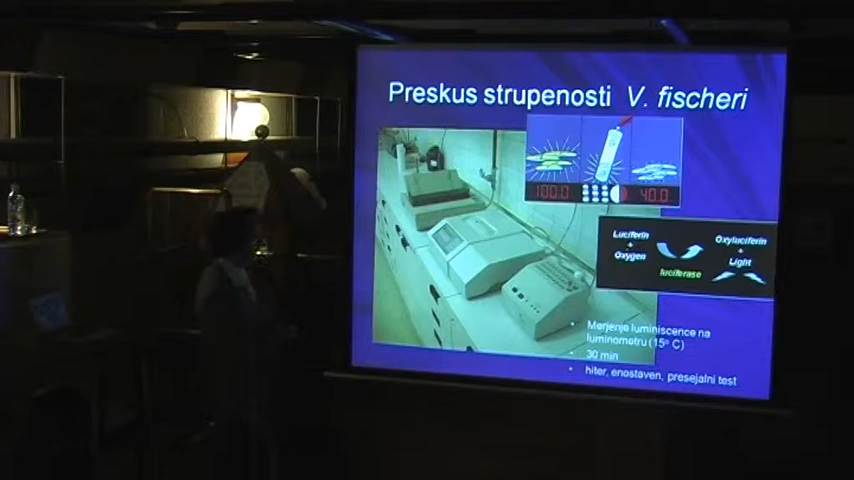 Preskus strupenosti V. fischeri
100.0
40.0
Luciferin
+
Oxygen
luciferase
Oxyluciferin
+
Light
• Merjenje luminiscence na
luminometru (15° C)
• 30 min
• hiter, enostaven, presejalni test